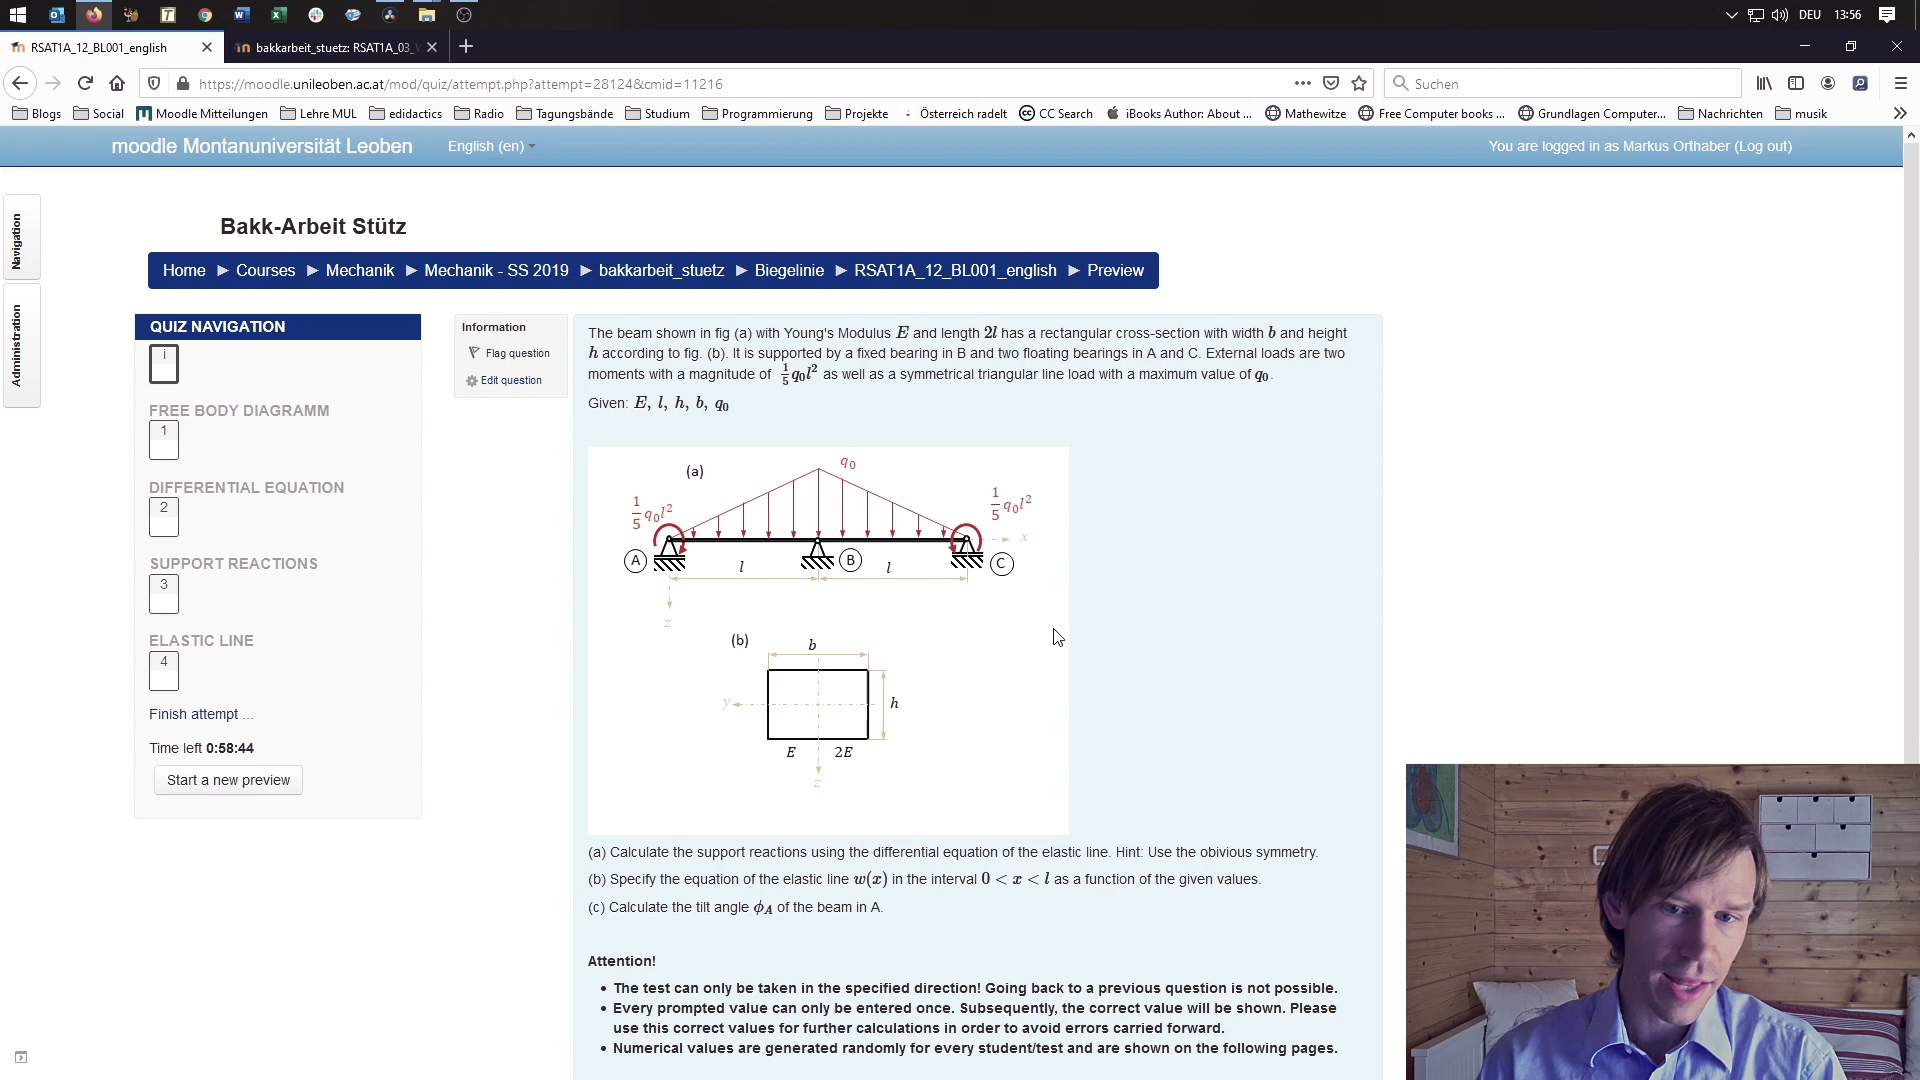 DEU
13:56
RSAT1A_12_BL001_english
bakkarbeit_stuetz: RSAT1A_03_
https://moodle.unileoben.ac.at/mod/quiz/attempt.php?attempt=28124&cmid=11216
Suchen
Blogs
Social
Moodle Mitteilungen
Lehre MUL
edidactics
Radio
Tagungsbände
Studium
Programmierung
Projekte
Österreich radelt
CC Search
iBooks Author: About ...
Mathewitze
Free Computer books ...
Grundlagen Computer...
Nachrichten
musik
moodle Montanuniversität Leoben
English (en)
You are logged in as Markus Orthaber (Log out)
Navigation
Administration
Bakk-Arbeit Stütz
Home ► Courses ► Mechanik ► Mechanik - SS 2019 ► bakkarbeit_stuetz ► Biegelinie ► RSAT1A_12_BL001_english ► Preview
QUIZ NAVIGATION
i
FREE BODY DIAGRAMM
1
DIFFERENTIAL EQUATION
2
SUPPORT REACTIONS
3
ELASTIC LINE
4
Finish attempt ...
Time left 0:58:44
Start a new preview
Information
Flag question
Edit question
The beam shown in fig (a) with Young's Modulus E and length 2l has a rectangular cross-section with width b and height
h according to fig. (b). It is supported by a fixed bearing in B and two floating bearings in A and C. External loads are two
moments with a magnitude of 1/5 q₀l² as well as a symmetrical triangular line load with a maximum value of q₀.
Given: E, l, h, b, q₀
(a)
q₀
1/5 q₀l²
1/5 q₀l²
x
A
B
C
l
l
z
(b)
b
y
h
E
2E
z
(a) Calculate the support reactions using the differential equation of the elastic line. Hint: Use the obivious symmetry.
(b) Specify the equation of the elastic line w(x) in the interval 0 < x < l as a function of the given values.
(c) Calculate the tilt angle ϕ_A of the beam in A.
Attention!
• The test can only be taken in the specified direction! Going back to a previous question is not possible.
• Every prompted value can only be entered once. Subsequently, the correct value will be shown. Please
use this correct values for further calculations in order to avoid errors carried forward.
• Numerical values are generated randomly for every student/test and are shown on the following pages.